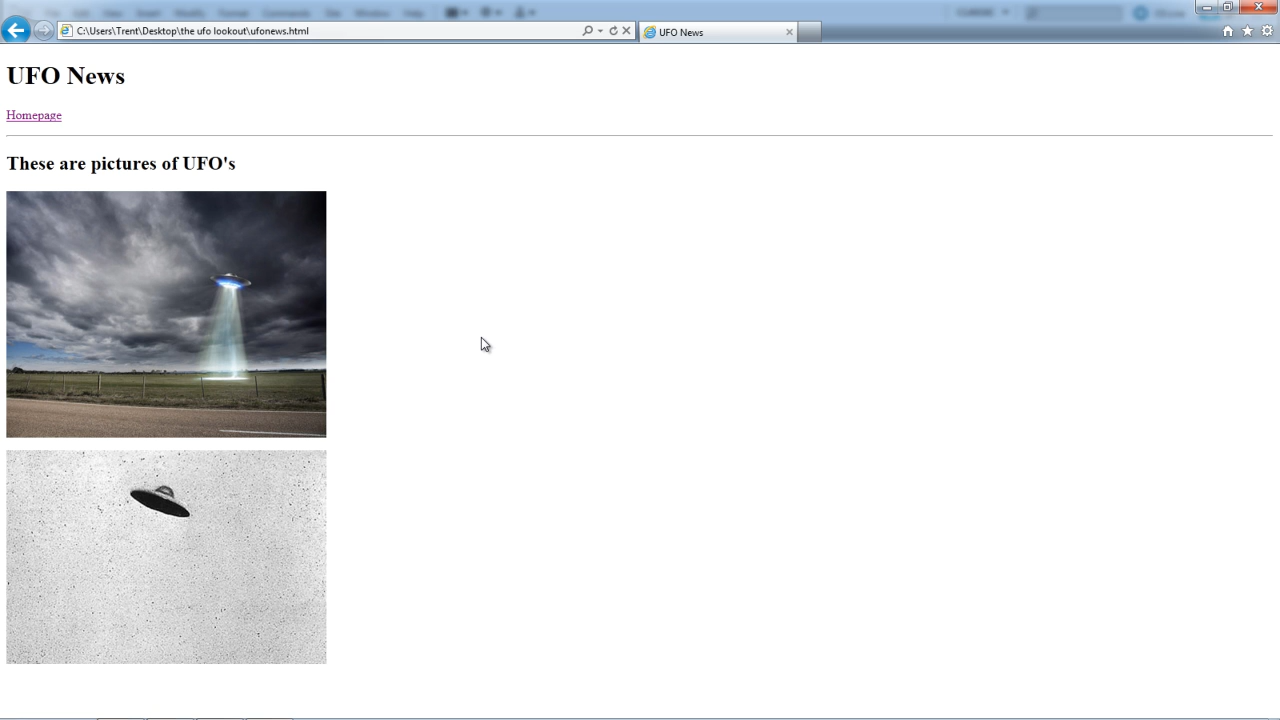 C:\Users\Trent\Desktop\the ufo lookout\ufonews.html
UFO News
UFO News
Homepage
These are pictures of UFO's